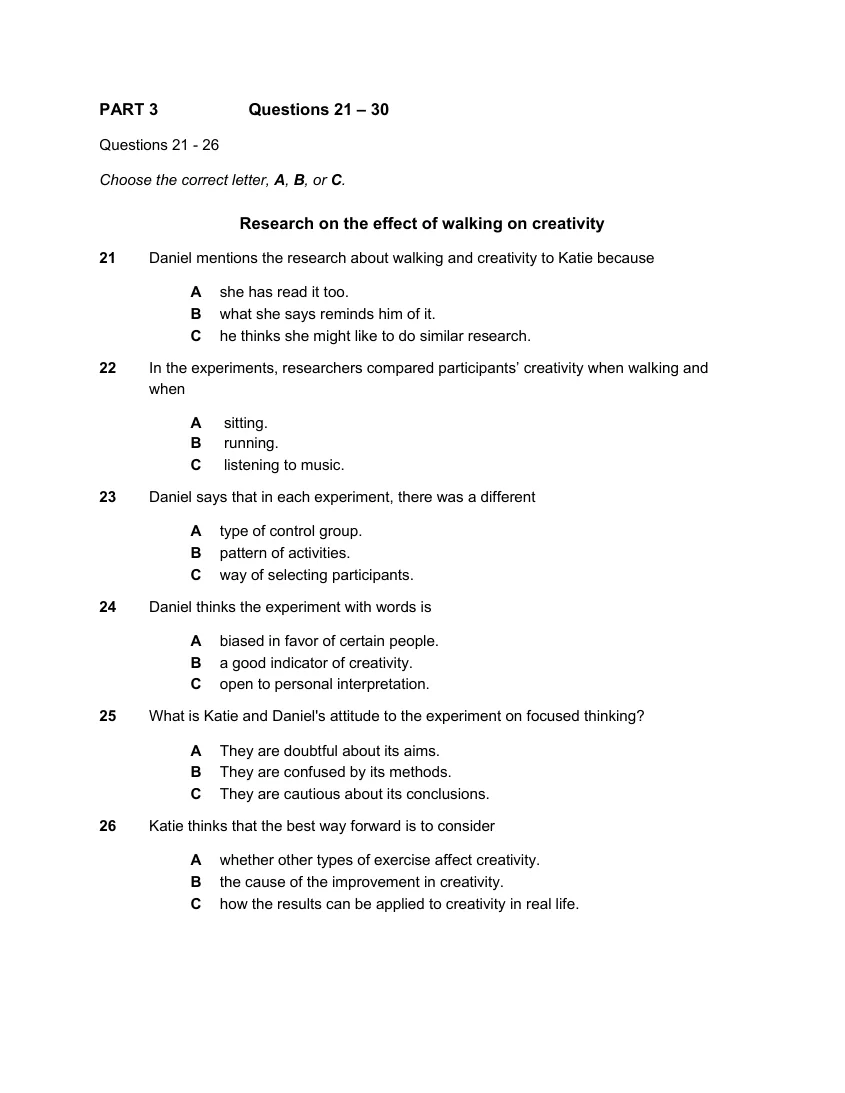 PART 3 Questions 21 – 30
Questions 21 - 26
Choose the correct letter, A, B, or C.
Research on the effect of walking on creativity
21 Daniel mentions the research about walking and creativity to Katie because
A she has read it too.
B what she says reminds him of it.
C he thinks she might like to do similar research.
22 In the experiments, researchers compared participants’ creativity when walking and
when
A sitting.
B running.
C listening to music.
23 Daniel says that in each experiment, there was a different
A type of control group.
B pattern of activities.
C way of selecting participants.
24 Daniel thinks the experiment with words is
A biased in favor of certain people.
B a good indicator of creativity.
C open to personal interpretation.
25 What is Katie and Daniel's attitude to the experiment on focused thinking?
A They are doubtful about its aims.
B They are confused by its methods.
C They are cautious about its conclusions.
26 Katie thinks that the best way forward is to consider
A whether other types of exercise affect creativity.
B the cause of the improvement in creativity.
C how the results can be applied to creativity in real life.